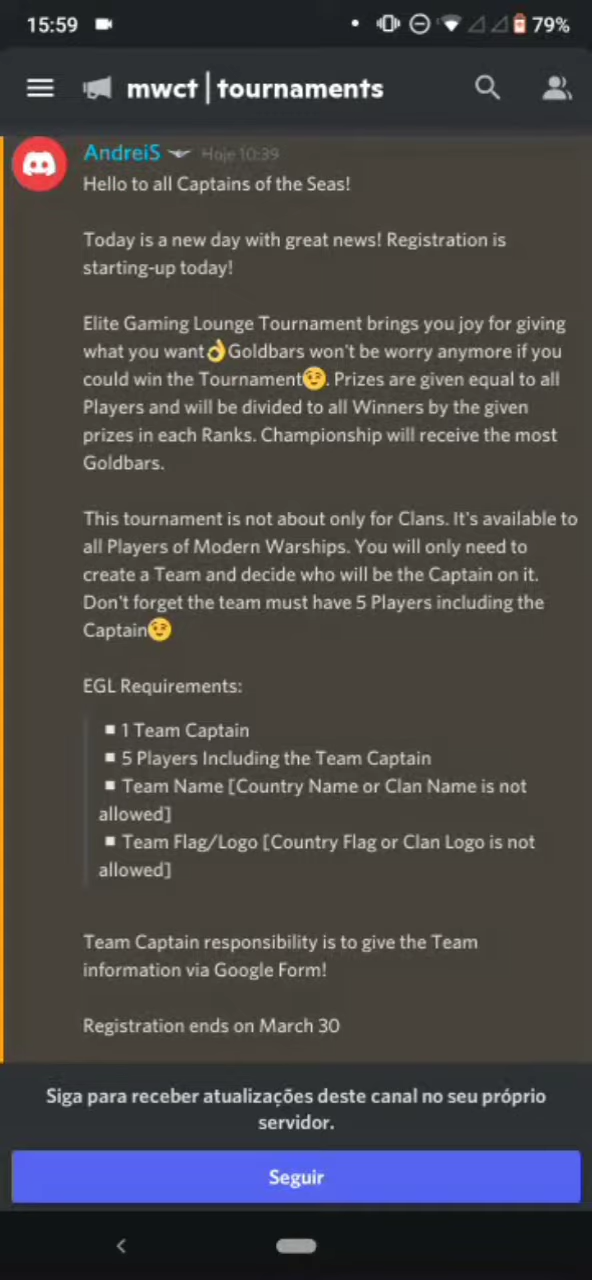 15:59
79%
mwct | tournaments
AndreiS Hoje 10:39
Hello to all Captains of the Seas!
Today is a new day with great news! Registration is
starting-up today!
Elite Gaming Lounge Tournament brings you joy for giving
what you want👌Goldbars won't be worry anymore if you
could win the Tournament😉. Prizes are given equal to all
Players and will be divided to all Winners by the given
prizes in each Ranks. Championship will receive the most
Goldbars.
This tournament is not about only for Clans. It's available to
all Players of Modern Warships. You will only need to
create a Team and decide who will be the Captain on it.
Don't forget the team must have 5 Players including the
Captain😉
EGL Requirements:
▪ 1 Team Captain
▪ 5 Players Including the Team Captain
▪ Team Name [Country Name or Clan Name is not
allowed]
▪ Team Flag/Logo [Country Flag or Clan Logo is not
allowed]
Team Captain responsibility is to give the Team
information via Google Form!
Registration ends on March 30
Siga para receber atualizações deste canal no seu próprio
servidor.
Seguir